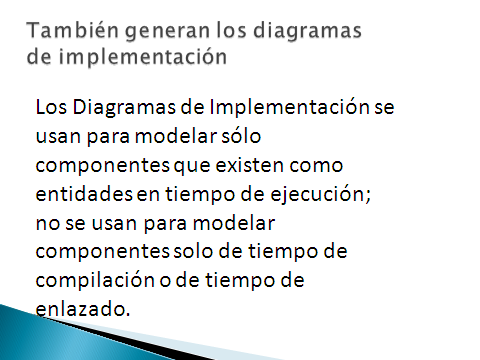 También generan los diagramas
de implementación
Los Diagramas de Implementación se
usan para modelar sólo
componentes que existen como
entidades en tiempo de ejecución;
no se usan para modelar
componentes solo de tiempo de
compilación o de tiempo de
enlazado.